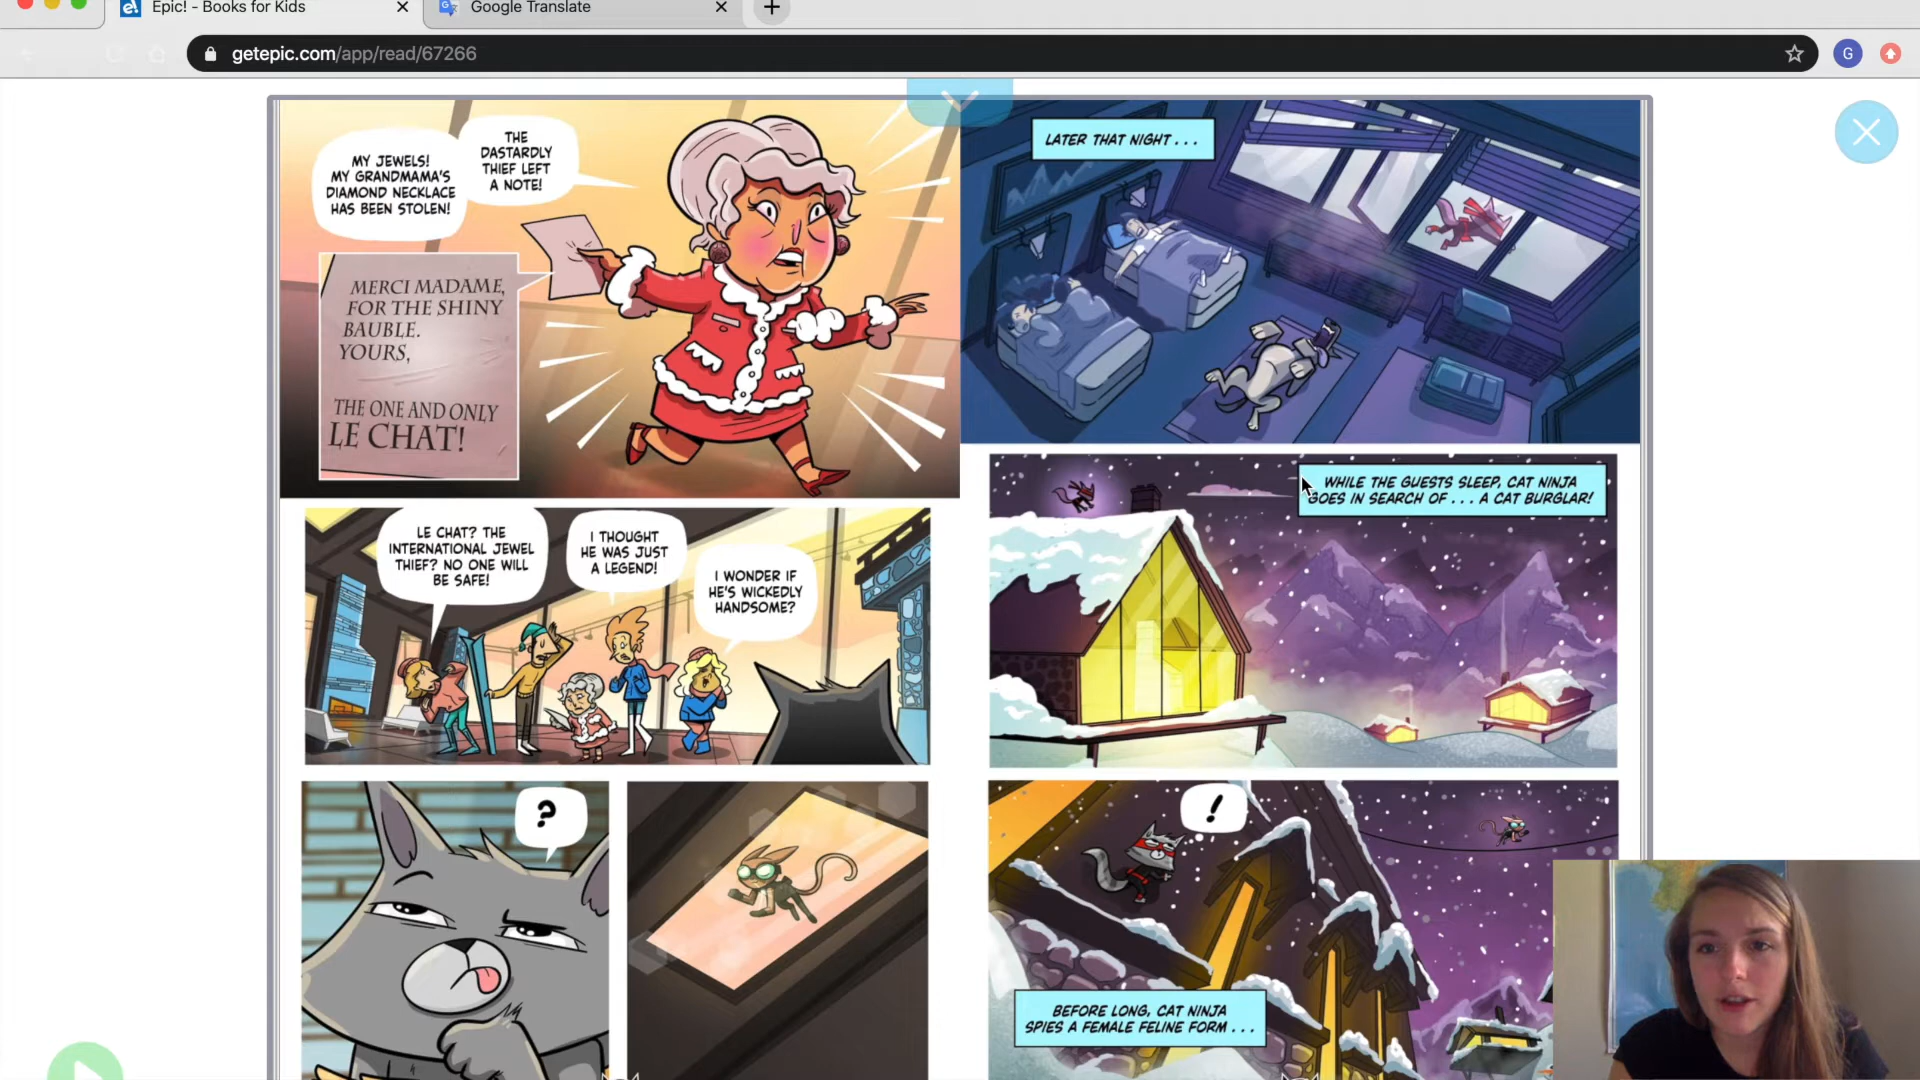 Epic! - Books for Kids
Google Translate
getepic.com/app/read/67266
G
MY JEWELS!
MY GRANDMAMA'S
DIAMOND NECKLACE
HAS BEEN STOLEN!
THE
DASTARDLY
THIEF LEFT
A NOTE!
MERCI MADAME,
FOR THE SHINY
BAUBLE.
YOURS,
THE ONE AND ONLY
LE CHAT!
LE CHAT? THE
INTERNATIONAL JEWEL
THIEF? NO ONE WILL
BE SAFE!
I THOUGHT
HE WAS JUST
A LEGEND!
I WONDER IF
HE'S WICKEDLY
HANDSOME?
?
LATER THAT NIGHT . . .
WHILE THE GUESTS SLEEP, CAT NINJA
GOES IN SEARCH OF . . . A CAT BURGLAR!
!
BEFORE LONG, CAT NINJA
SPIES A FEMALE FELINE FORM . . .